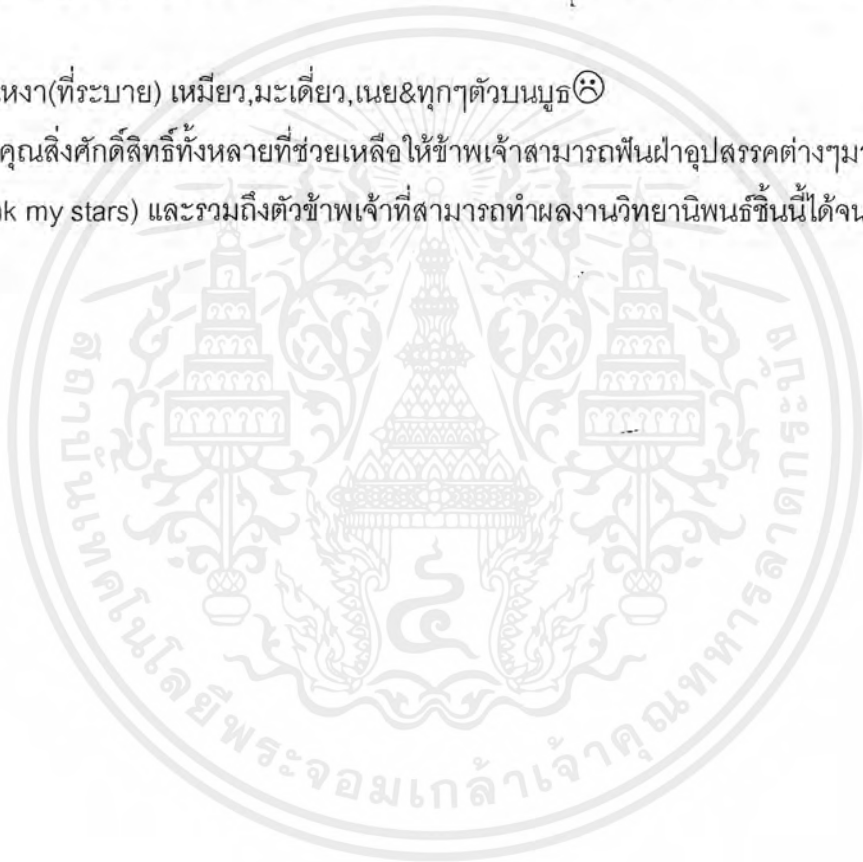 หงา(ที่ระบาย) เหมียว,มะเดี่ยว,เนย&ทุกๆตัวบนบูธ☹
คุณสิ่งศักดิ์สิทธิ์ทั้งหลายที่ช่วยเหลือให้ข้าพเจ้าสามารถฟันฝ่าอุปสรรคต่างๆมา
k my stars) และรวมถึงตัวข้าพเจ้าที่สามารถทำผลงานวิทยานิพนธ์ชิ้นนี้ได้จน
สถาบันเทคโนโลยีพระจอมเกล้าเจ้าคุณทหารลาดกระบัง